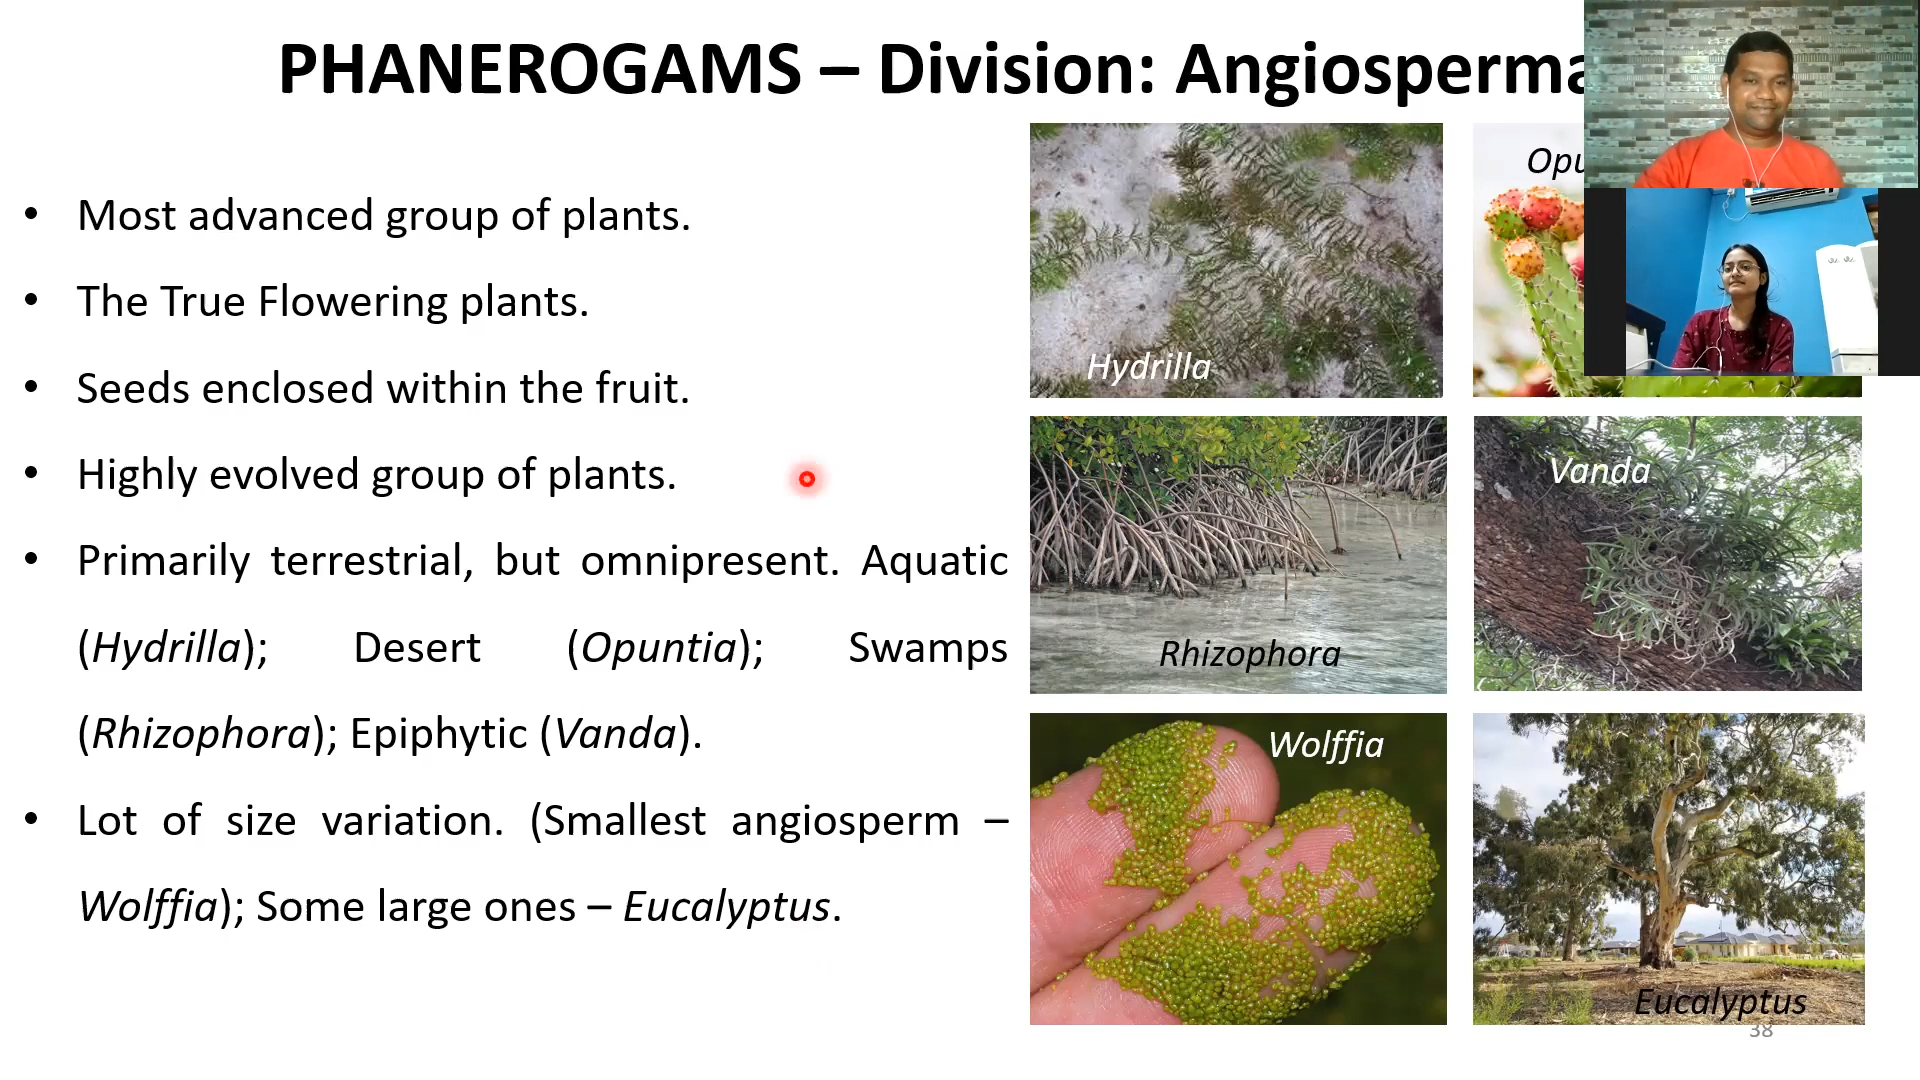 PHANEROGAMS – Division: Angiosperma
• Most advanced group of plants.
• The True Flowering plants.
• Seeds enclosed within the fruit.
• Highly evolved group of plants.
• Primarily terrestrial, but omnipresent. Aquatic
(Hydrilla); Desert (Opuntia); Swamps
(Rhizophora); Epiphytic (Vanda).
• Lot of size variation. (Smallest angiosperm –
Wolffia); Some large ones – Eucalyptus.
Hydrilla
Opu
Rhizophora
Vanda
Wolffia
Eucalyptus
38